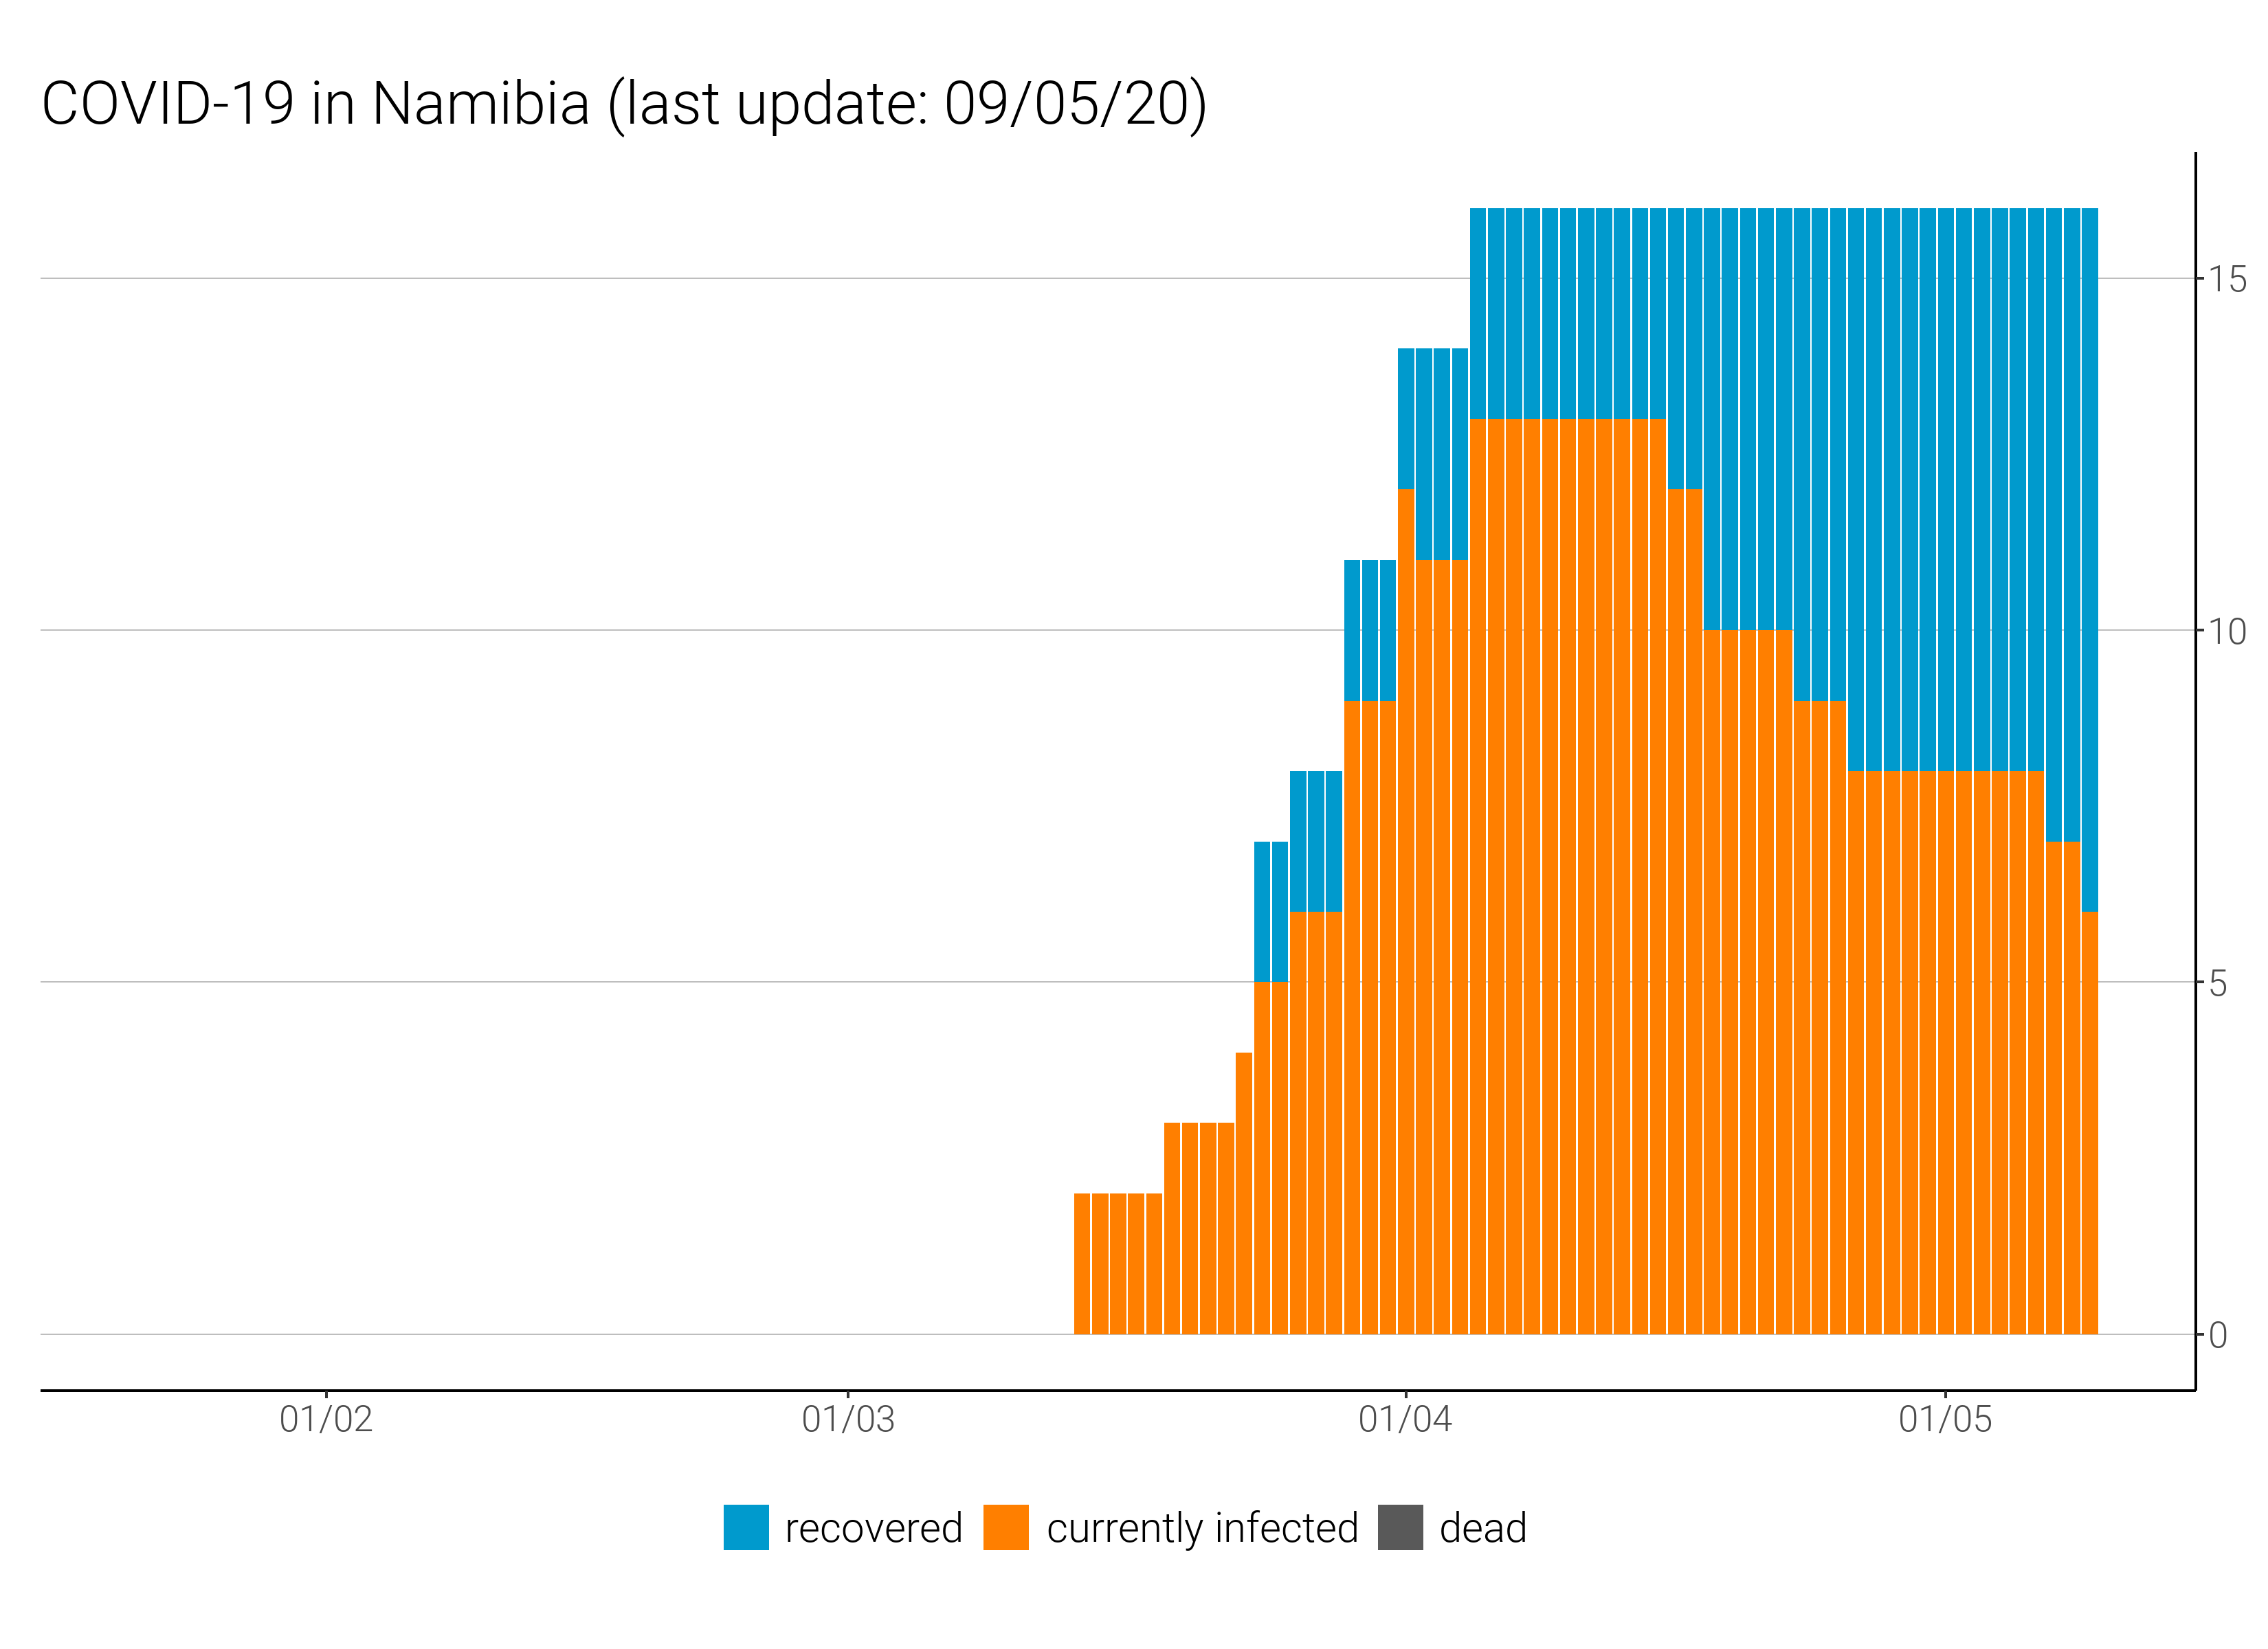 COVID-19 in Namibia (last update: 09/05/20)
15
10
5
0
01/02 01/03 01/04 01/05
recovered currently infected dead